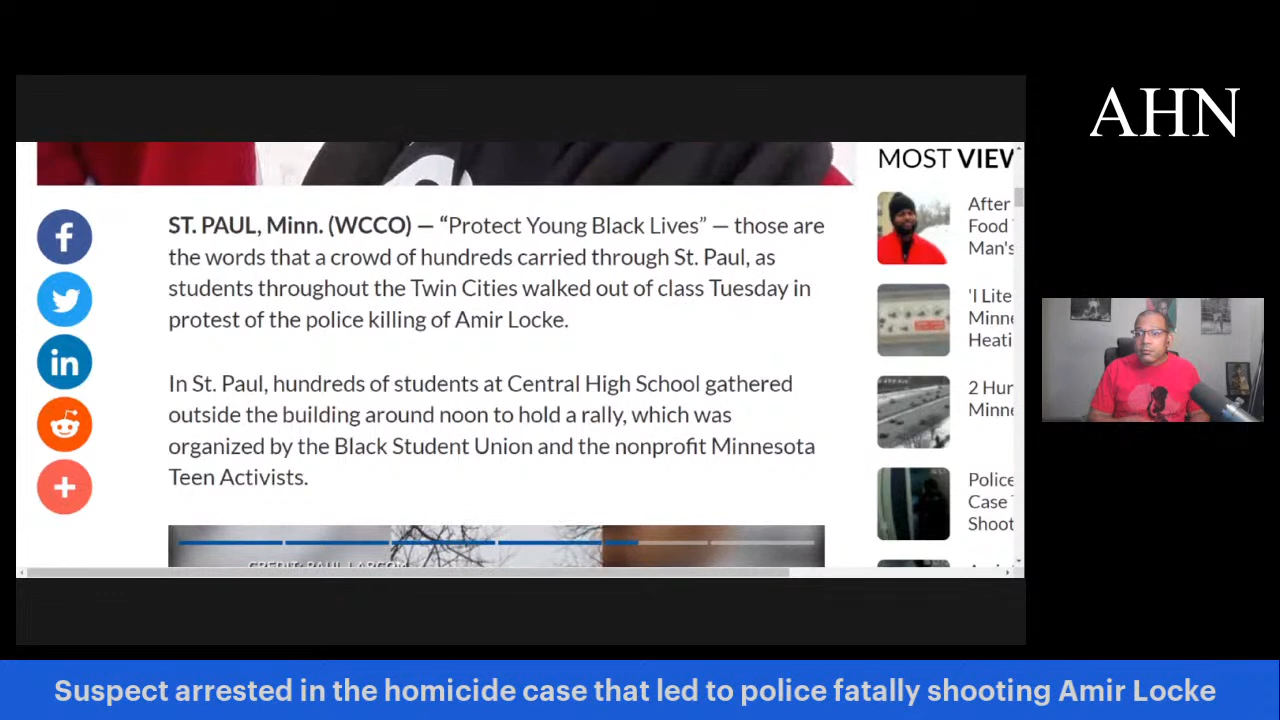 AHN
MOST VIEW
ST. PAUL, Minn. (WCCO) — “Protect Young Black Lives” — those are
the words that a crowd of hundreds carried through St. Paul, as
students throughout the Twin Cities walked out of class Tuesday in
protest of the police killing of Amir Locke.
In St. Paul, hundreds of students at Central High School gathered
outside the building around noon to hold a rally, which was
organized by the Black Student Union and the nonprofit Minnesota
Teen Activists.
CREDIT: PAUL
After
Food
Man's
'I Lite
Minne
Heati
2 Hur
Minne
Police
Case
Shoot
Suspect arrested in the homicide case that led to police fatally shooting Amir Locke